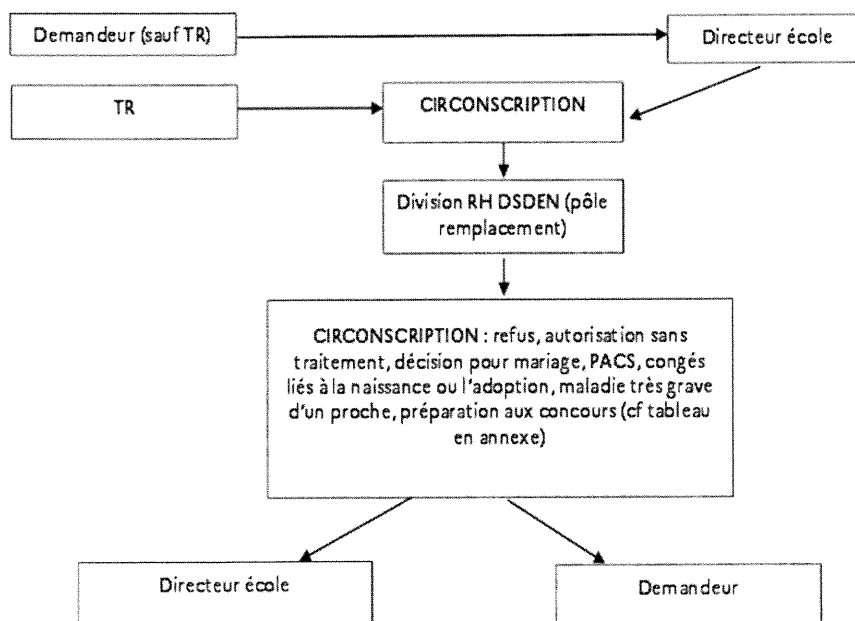 Demandeur (sauf TR)
Directeur école
TR
CIRCONSCRIPTION
Division RH DSDEN (pôle
remplacement)
CIRCONSCRIPTION : refus, autorisation sans
traitement, décision pour mariage, PACS, congés
liés à la naissance ou l'adoption, maladie très grave
d'un proche, préparation aux concours (cf tableau
en annexe)
Directeur école
Demandeur